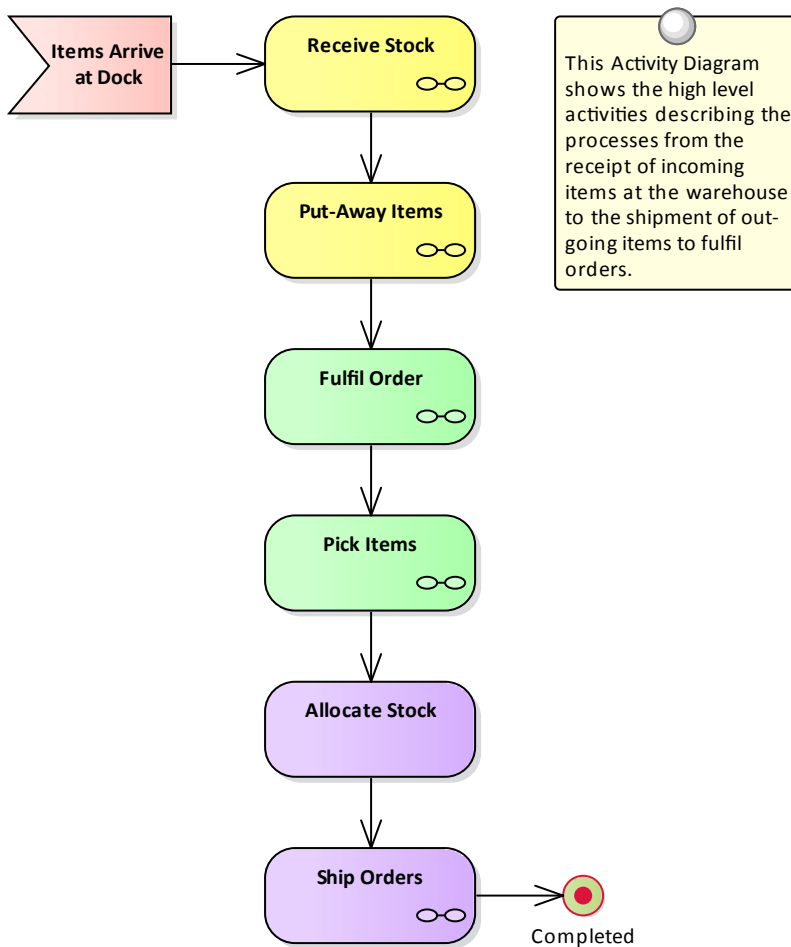 Items Arrive
at Dock
Receive Stock
This Activity Diagram
shows the high level
activities describing the
processes from the
receipt of incoming
items at the warehouse
to the shipment of out-
going items to fulfil
orders.
Put-Away Items
Fulfil Order
Pick Items
Allocate Stock
Ship Orders
Completed